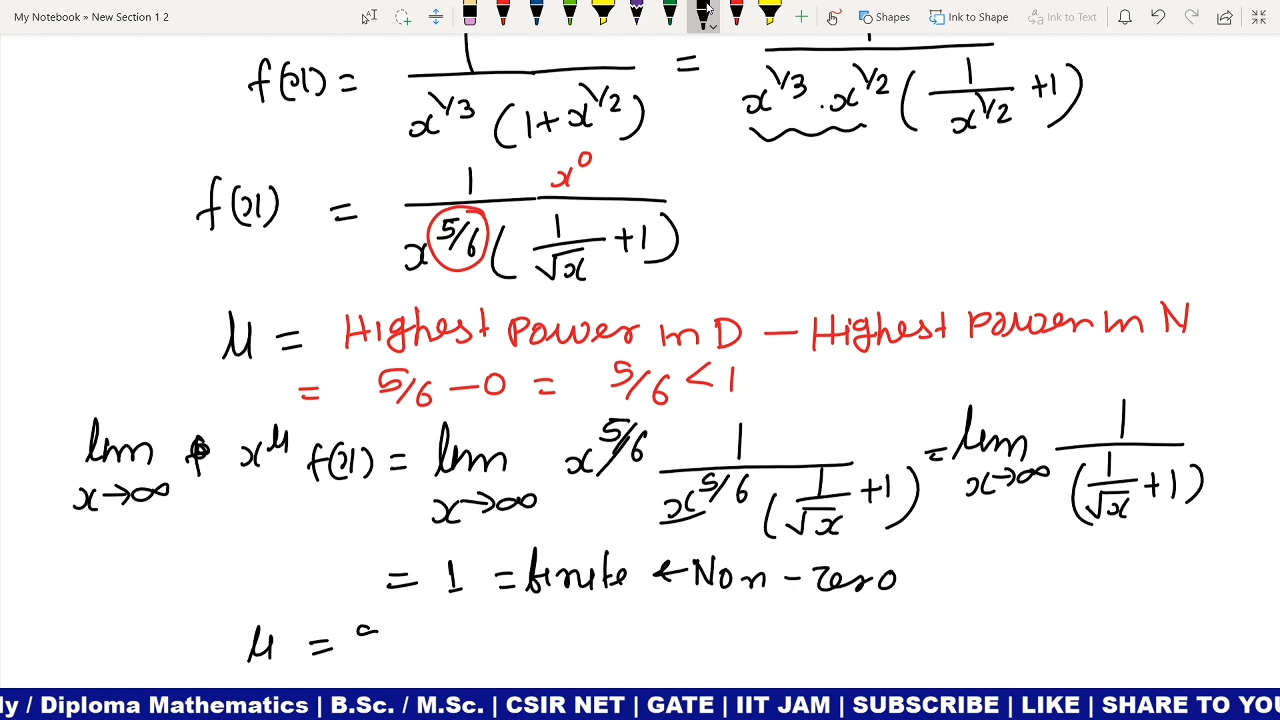 My Notebook » New Section 1 2
Shapes Ink to Shape Ink to Text
f(x) = 1 / x^1/3 (1 + x^1/2) = 1 / x^1/3 . x^1/2 (1/x^1/2 + 1)
f(x) = 1 x^0 / x^5/6 (1/√x + 1)
μ = Highest Power in D – Highest Power in N
= 5/6 – 0 = 5/6 < 1
lim x→∞ x^μ f(x) = lim x→∞ x^5/6 1 / x^5/6 (1/√x + 1) = lim x→∞ 1 / (1/√x + 1)
= 1 = finite ← Non-Zero
μ =
ly / Diploma Mathematics | B.Sc. / M.Sc. | CSIR NET | GATE | IIT JAM | SUBSCRIBE | LIKE | SHARE TO YOU